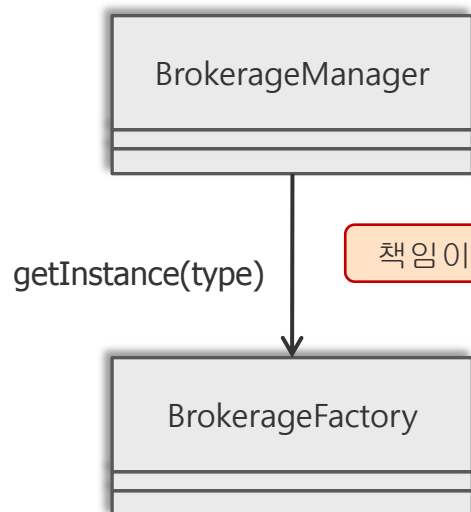 BrokerageManager
getInstance(type)
책임이
BrokerageFactory